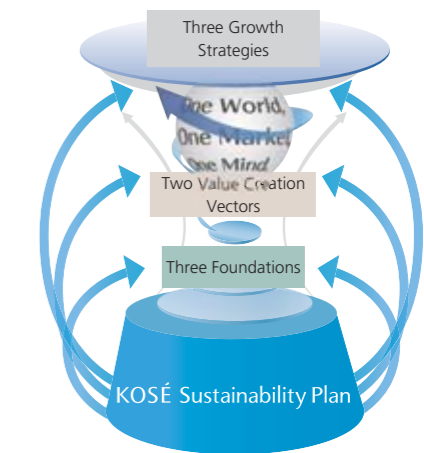 Three Growth
Strategies
One World,
One Market
One Mind
Two Value Creation
Vectors
Three Foundations
KOSÉ Sustainability Plan